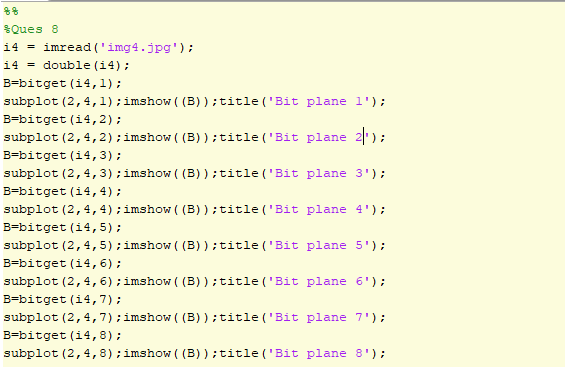 %%
%Ques 8
i4 = imread('img4.jpg');
i4 = double(i4);
B=bitget(i4,1);
subplot(2,4,1);imshow((B));title('Bit plane 1');
B=bitget(i4,2);
subplot(2,4,2);imshow((B));title('Bit plane 2');
B=bitget(i4,3);
subplot(2,4,3);imshow((B));title('Bit plane 3');
B=bitget(i4,4);
subplot(2,4,4);imshow((B));title('Bit plane 4');
B=bitget(i4,5);
subplot(2,4,5);imshow((B));title('Bit plane 5');
B=bitget(i4,6);
subplot(2,4,6);imshow((B));title('Bit plane 6');
B=bitget(i4,7);
subplot(2,4,7);imshow((B));title('Bit plane 7');
B=bitget(i4,8);
subplot(2,4,8);imshow((B));title('Bit plane 8');